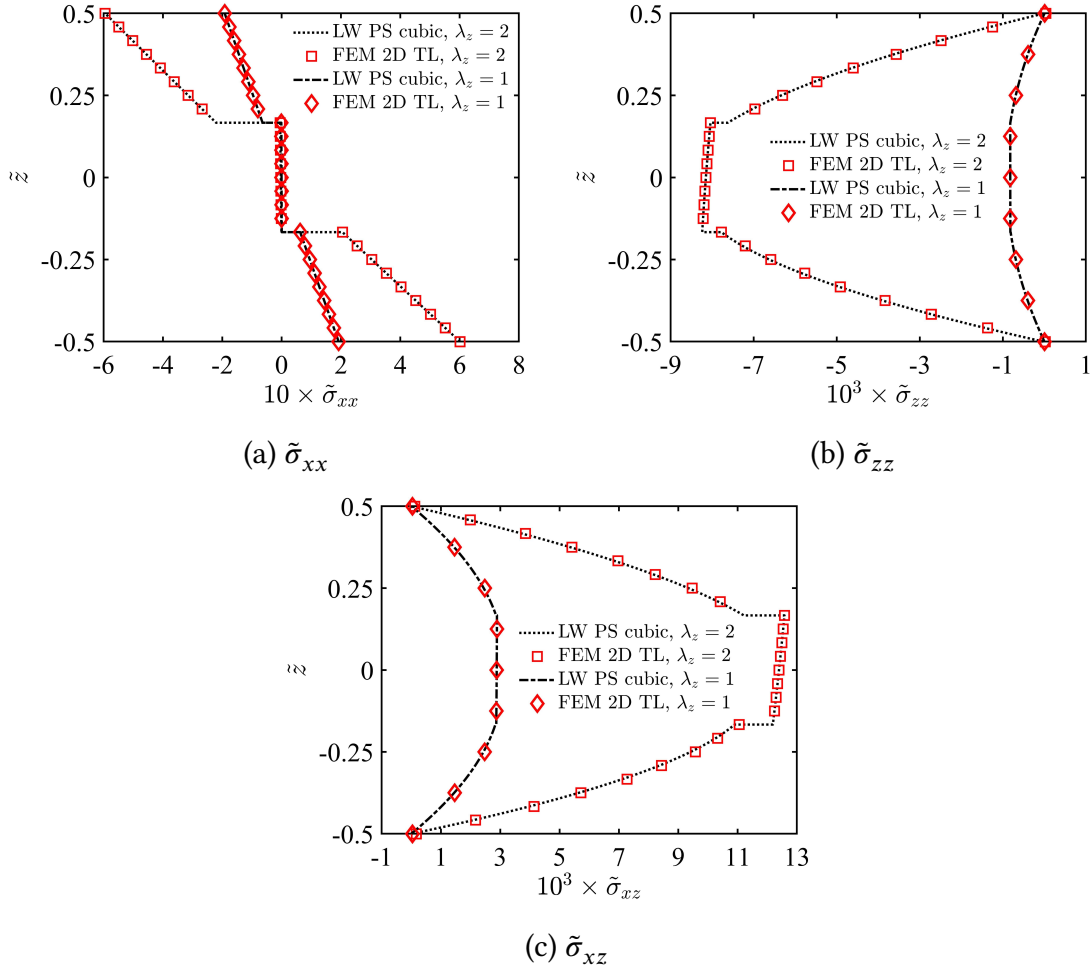 0.5
0.25
0
-0.25
-0.5
z̃
-6 -4 -2 0 2 4 6 8
10 × σ̃xx
LW PS cubic, λz = 2
FEM 2D TL, λz = 2
LW PS cubic, λz = 1
FEM 2D TL, λz = 1
(a) σ̃xx
0.5
0.25
0
-0.25
-0.5
z̃
-9 -7 -5 -3 -1 1
10³ × σ̃zz
LW PS cubic, λz = 2
FEM 2D TL, λz = 2
LW PS cubic, λz = 1
FEM 2D TL, λz = 1
(b) σ̃zz
0.5
0.25
0
-0.25
-0.5
z̃
-1 1 3 5 7 9 11 13
10³ × σ̃xz
LW PS cubic, λz = 2
FEM 2D TL, λz = 2
LW PS cubic, λz = 1
FEM 2D TL, λz = 1
(c) σ̃xz